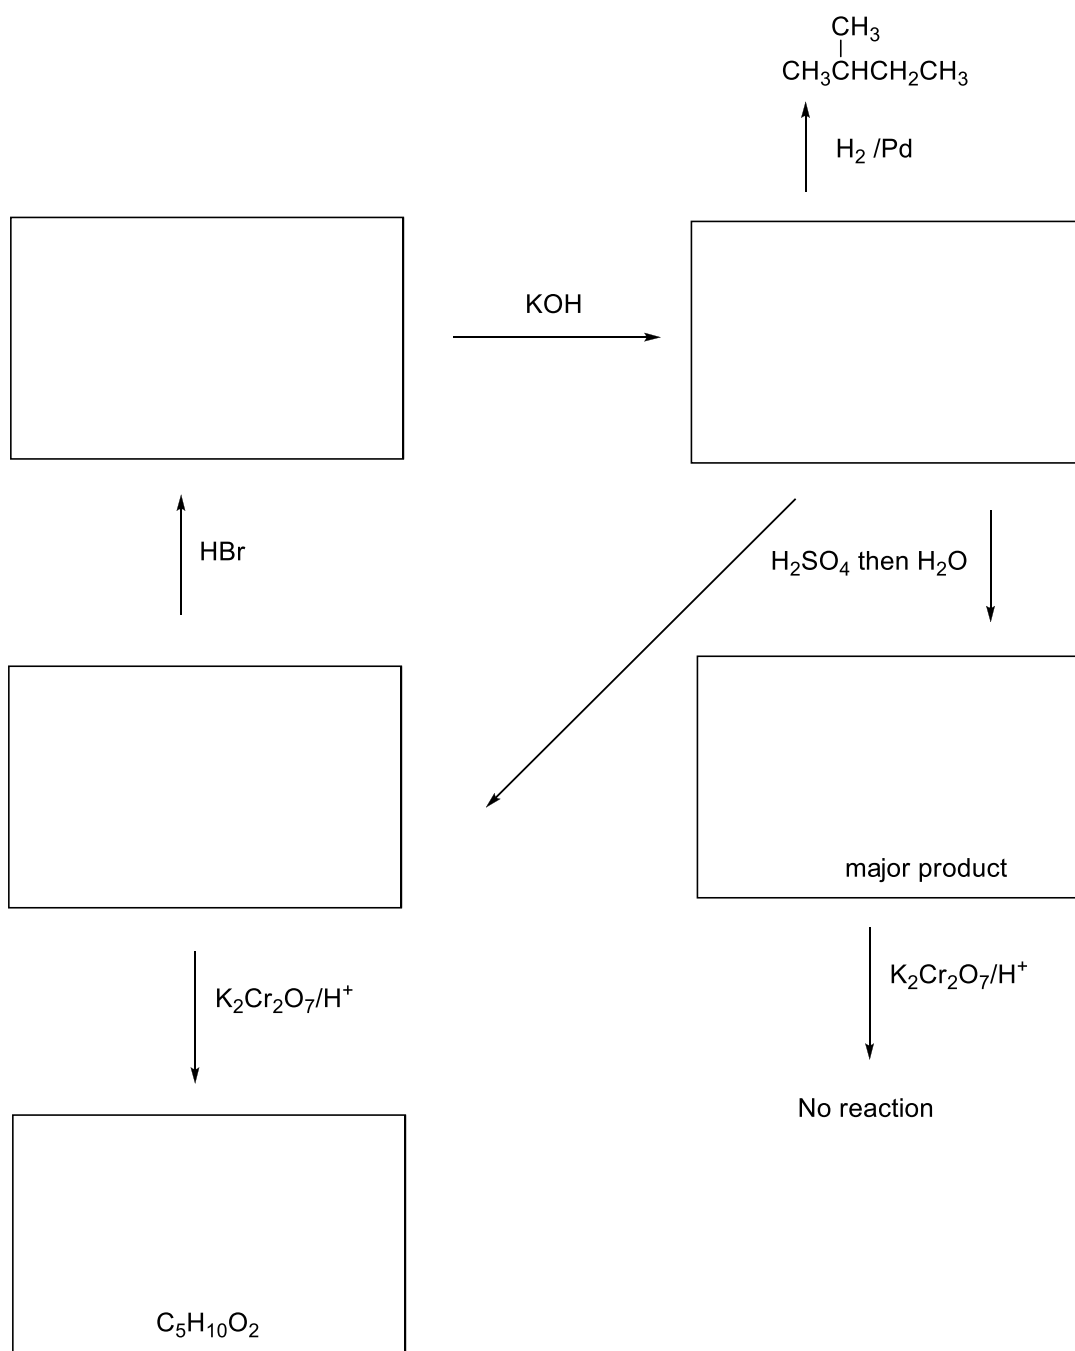 CH₃
CH₃CHCH₂CH₃
H₂ /Pd
KOH
HBr
H₂SO₄ then H₂O
major product
K₂Cr₂O₇/H⁺
K₂Cr₂O₇/H⁺
No reaction
C₅H₁₀O₂